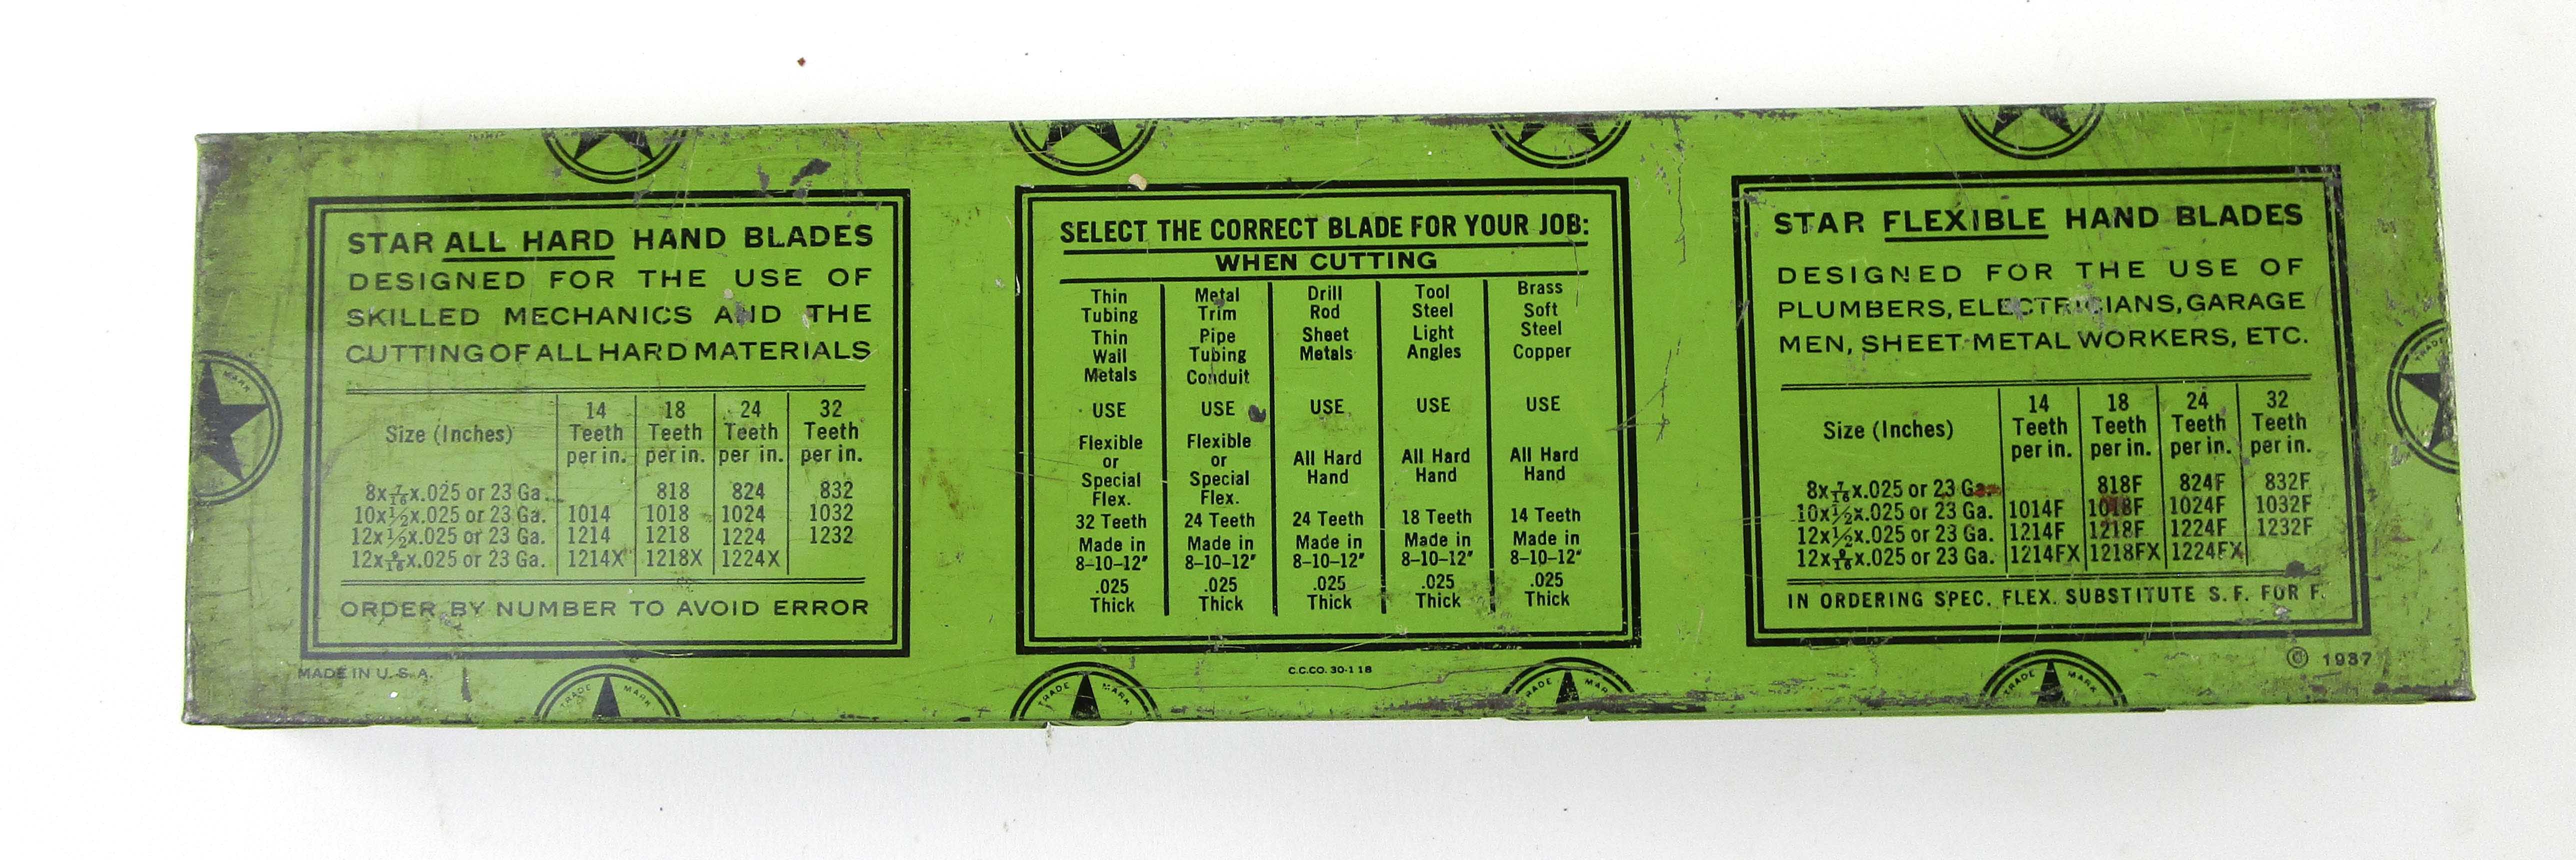 STAR ALL HARD HAND BLADES
DESIGNED FOR THE USE OF
SKILLED MECHANICS AND THE
CUTTING OF ALL HARD MATERIALS
Size (Inches) 14 Teeth per in. 18 Teeth per in. 24 Teeth per in. 32 Teeth per in.
8x7/16x.025 or 23 Ga. 818 824 832
10x1/2x.025 or 23 Ga. 1014 1018 1024 1032
12x1/2x.025 or 23 Ga. 1214 1218 1224 1232
12x9/16x.025 or 23 Ga. 1214X 1218X 1224X
ORDER BY NUMBER TO AVOID ERROR
MADE IN U.S.A.
SELECT THE CORRECT BLADE FOR YOUR JOB:
WHEN CUTTING
Thin Metal Drill Tool Brass
Tubing Trim Rod Steel Soft
Thin Pipe Sheet Light Steel
Wall Tubing Metals Angles Copper
Metals Conduit
USE USE USE USE USE
Flexible Flexible
or or All Hard All Hard All Hard
Special Special Hand Hand Hand
Flex. Flex.
32 Teeth 24 Teeth 24 Teeth 18 Teeth 14 Teeth
Made in Made in Made in Made in Made in
8-10-12" 8-10-12" 8-10-12" 8-10-12" 8-10-12"
.025 .025 .025 .025 .025
Thick Thick Thick Thick Thick
C.C.CO. 30-118
STAR FLEXIBLE HAND BLADES
DESIGNED FOR THE USE OF
PLUMBERS, ELECTRICIANS, GARAGE
MEN, SHEET METAL WORKERS, ETC.
Size (Inches) 14 Teeth per in. 18 Teeth per in. 24 Teeth per in. 32 Teeth per in.
8x7/16x.025 or 23 Ga. 818F 824F 832F
10x1/2x.025 or 23 Ga. 1014F 1018F 1024F 1032F
12x1/2x.025 or 23 Ga. 1214F 1218F 1224F 1232F
12x9/16x.025 or 23 Ga. 1214FX 1218FX 1224FX
IN ORDERING SPEC. FLEX. SUBSTITUTE S.F. FOR F.
© 1937
MARK
TRADE
TRADE MARK
TRADE MARK
TRADE MARK
TRADE MARK